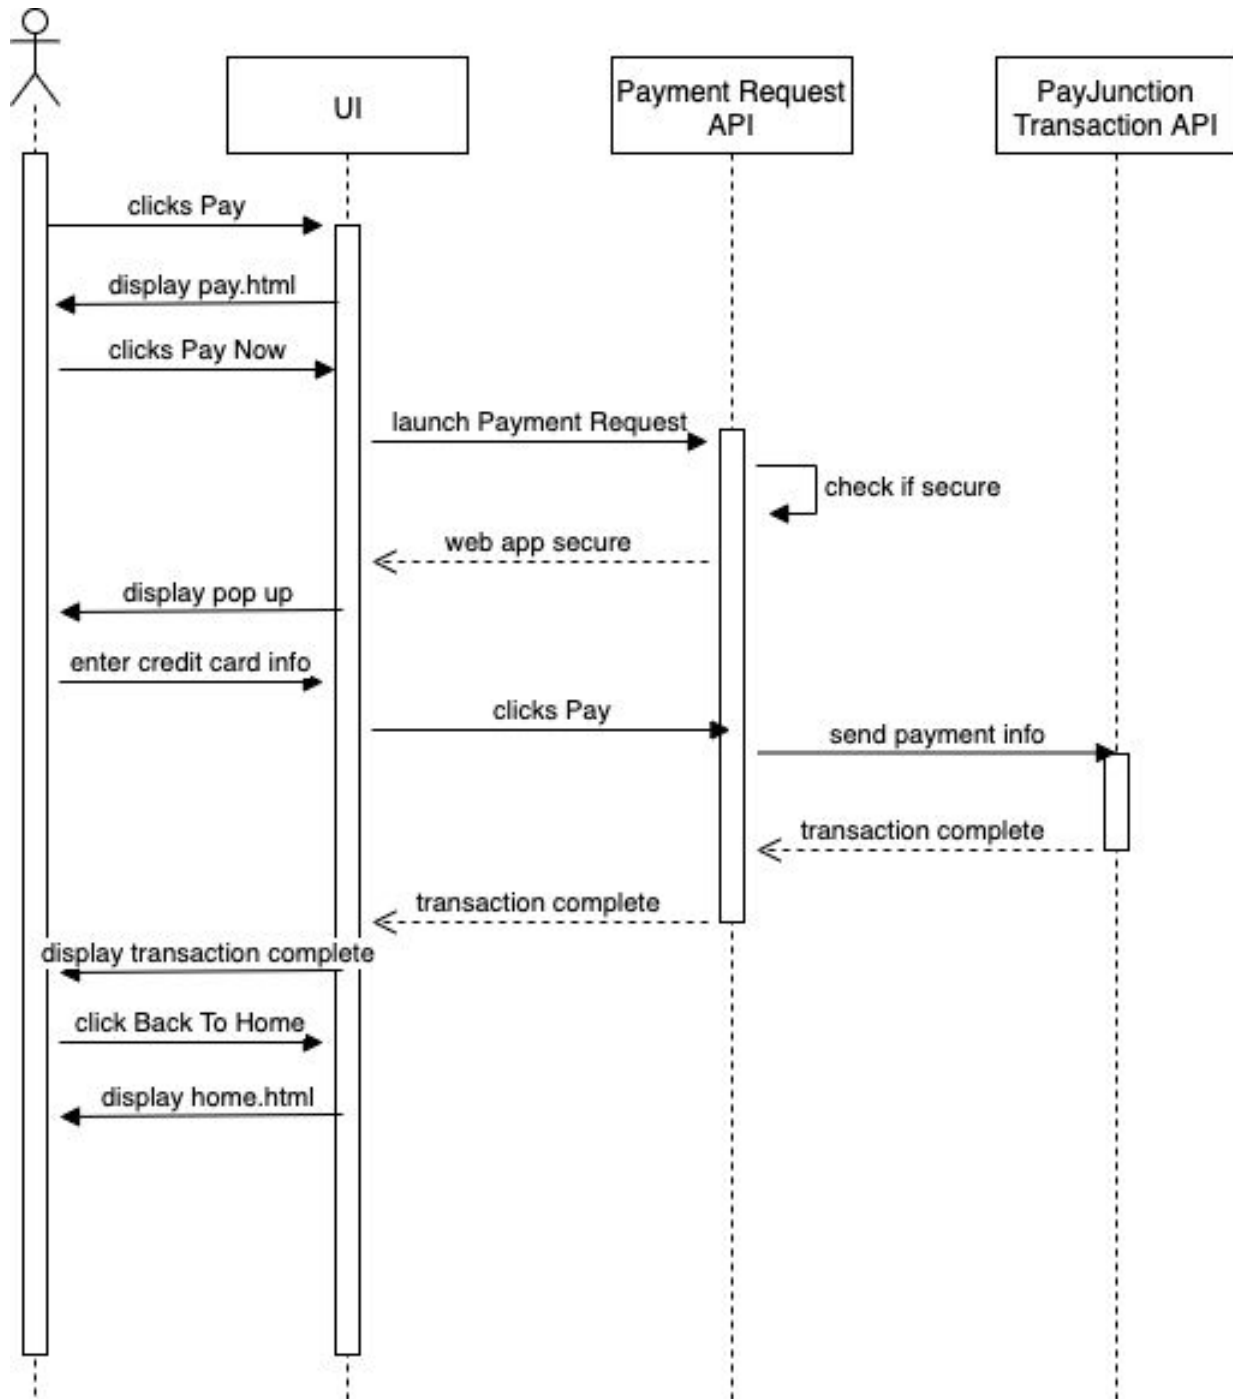 UI
Payment Request
API
PayJunction
Transaction API
clicks Pay
display pay.html
clicks Pay Now
launch Payment Request
check if secure
web app secure
display pop up
enter credit card info
clicks Pay
send payment info
transaction complete
transaction complete
display transaction complete
click Back To Home
display home.html